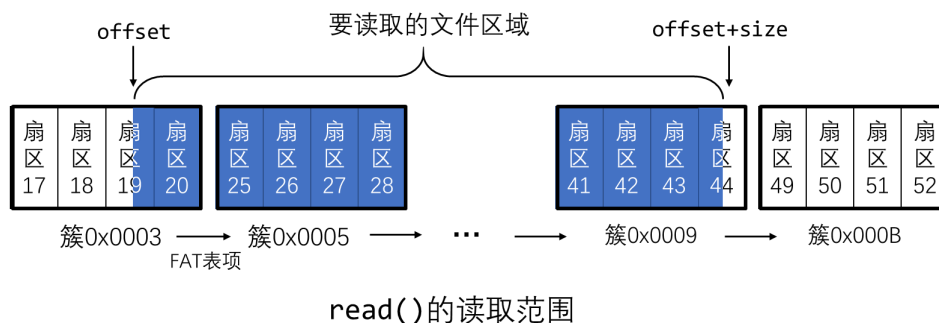 要读取的文件区域
offset
offset+size
扇区17 扇区18 扇区19 扇区20 扇区25 扇区26 扇区27 扇区28 扇区41 扇区42 扇区43 扇区44 扇区49 扇区50 扇区51 扇区52
簇0x0003 簇0x0005 ... 簇0x0009 簇0x000B
FAT表项
read()的读取范围